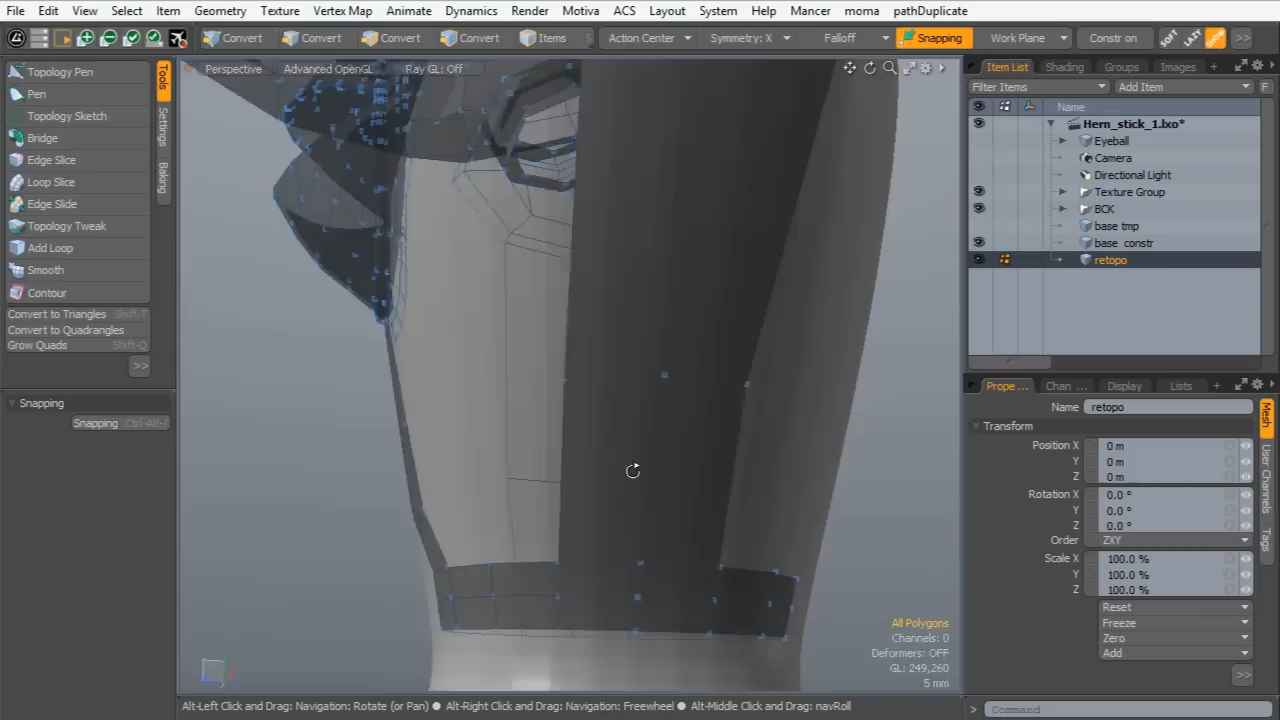 File Edit View Select Item Geometry Texture Vertex Map Animate Dynamics Render Motiva ACS Layout System Help Mancer moma pathDuplicate
Convert Convert Convert Convert Items S Action Center Symmetry: X Falloff Snapping Work Plane Constr on SOFT LAZY SHOW >>
Topology Pen
Pen
Topology Sketch
Bridge
Edge Slice
Loop Slice
Edge Slide
Topology Tweak
Add Loop
Smooth
Contour
Convert to Triangles Shift-T
Convert to Quadrangles
Grow Quads Shift-Q
>>
Tools
Settings
Baking
Snapping
Snapping Ctrl-Alt-/
Perspective Advanced OpenGL Ray GL: Off
All Polygons
Channels: 0
Deformers: OFF
GL: 249,260
5 mm
Item List Shading Groups Images +
Filter Items Add Item F
Name
Hern_stick_1.lxo*
Eyeball
Camera
Directional Light
Texture Group
BCK
base tmp
base constr
retopo
Prope ... Chan ... Display Lists +
Name retopo
Transform
Position X 0 m
Y 0 m
Z 0 m
Rotation X 0.0 °
Y 0.0 °
Z 0.0 °
Order ZXY
Scale X 100.0 %
Y 100.0 %
Z 100.0 %
Reset
Freeze
Zero
Add
>>
Mesh
User Channels
Tags
Alt-Left Click and Drag: Navigation: Rotate (or Pan) ● Alt-Right Click and Drag: Navigation: Freewheel ● Alt-Middle Click and Drag: navRoll
> Command